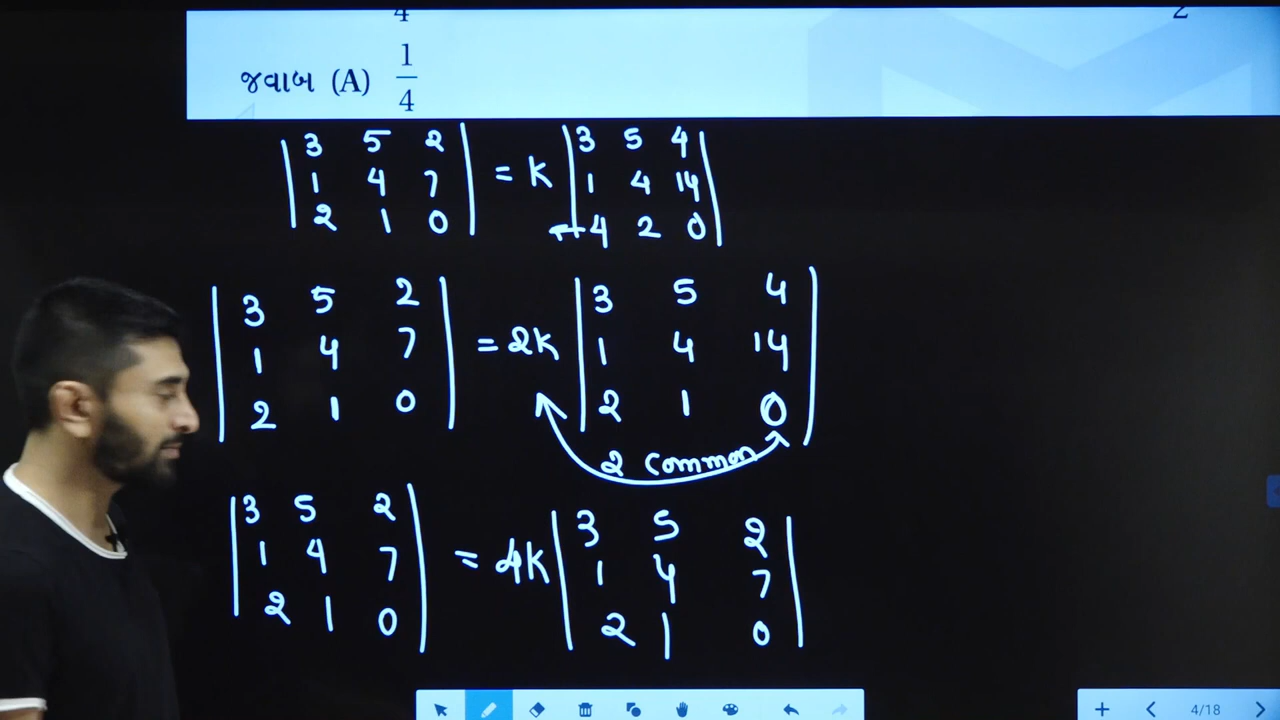 4 2
જવાબ (A) 1/4
| 3 5 2 | = K | 3 5 4 |
| 1 4 7 | | 1 4 14 |
| 2 1 0 | | 4 2 0 |
| 3 5 2 | = 2K | 3 5 4 |
| 1 4 7 | | 1 4 14 |
| 2 1 0 | | 2 1 0 |
2 common
| 3 5 2 | = 4K | 3 5 2 |
| 1 4 7 | | 1 4 7 |
| 2 1 0 | | 2 1 0 |
4/18